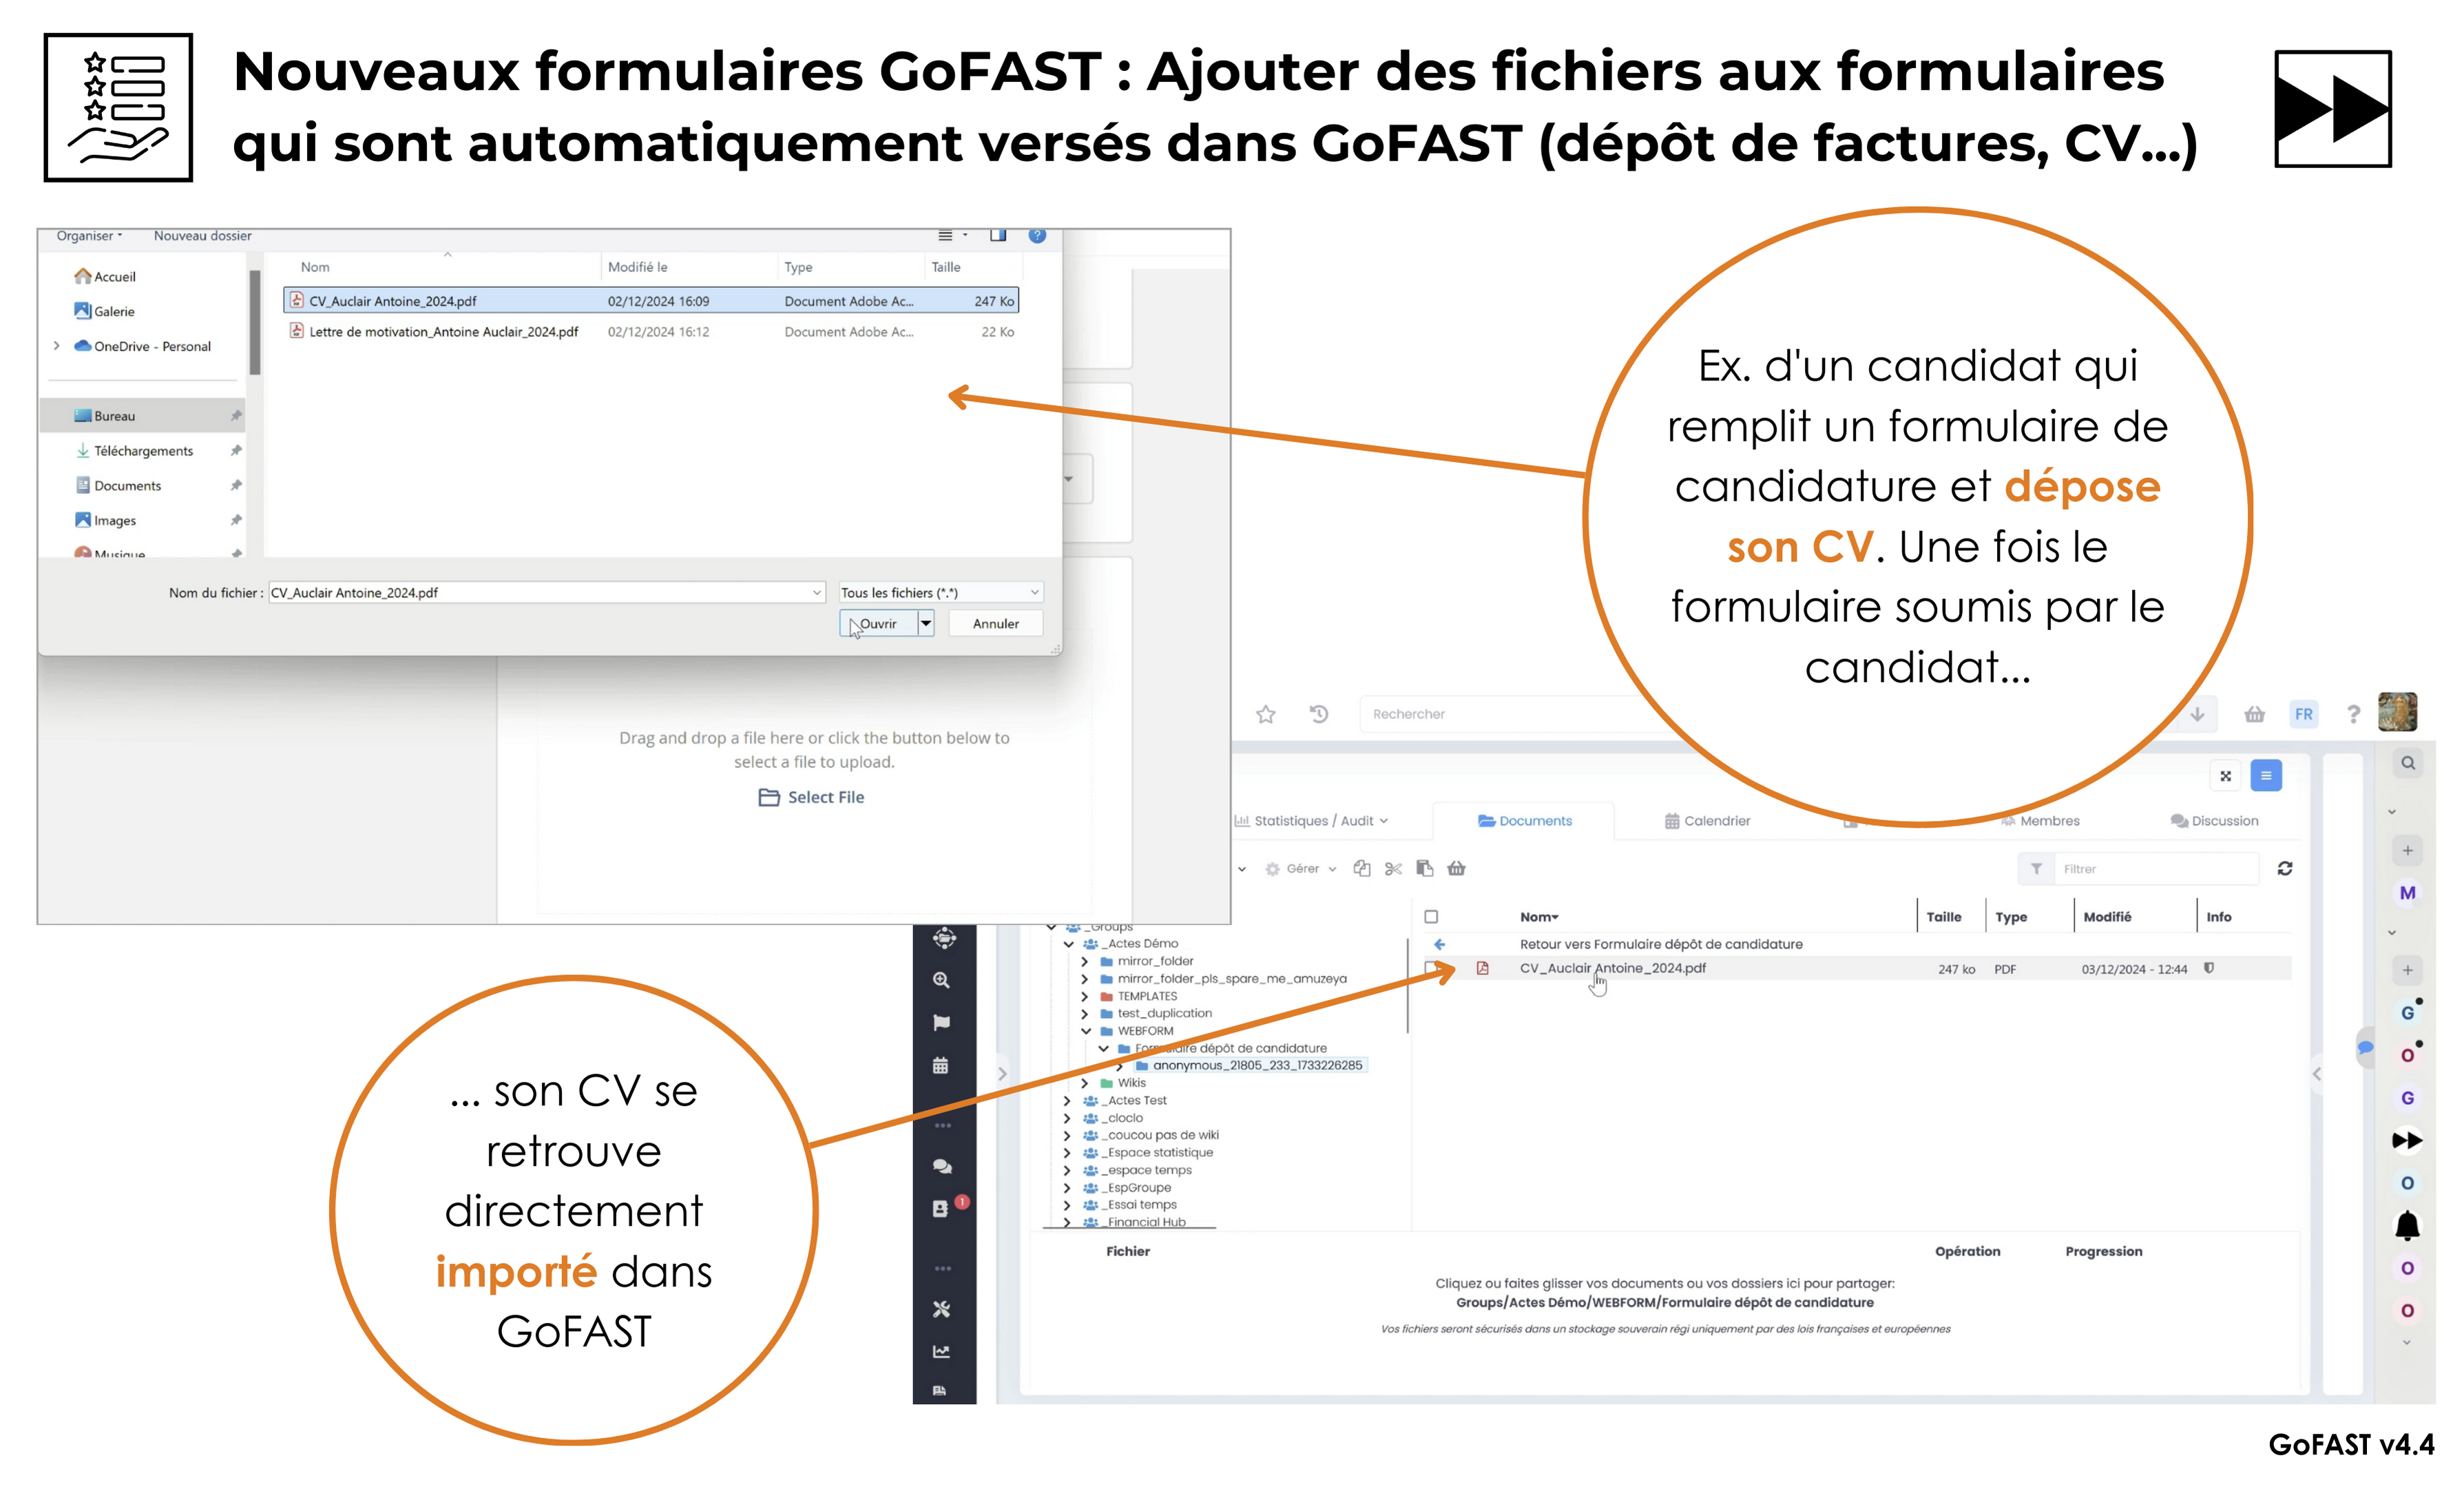 Nouveaux formulaires GoFAST : Ajouter des fichiers aux formulaires
qui sont automatiquement versés dans GoFAST (dépôt de factures, CV...)
Organiser
Nouveau dossier
Nom
Modifié le
Type
Taille
CV_Auclair Antoine_2024.pdf
02/12/2024 16:09
Document Adobe Ac...
247 Ko
Lettre de motivation_Antoine Auclair_2024.pdf
02/12/2024 16:12
Document Adobe Ac...
22 Ko
Accueil
Galerie
OneDrive - Personal
Bureau
Téléchargements
Documents
Images
Musique
Nom du fichier :
CV_Auclair Antoine_2024.pdf
Tous les fichiers (*.*)
Ouvrir
Annuler
Drag and drop a file here or click the button below to
select a file to upload.
Select File
Ex. d'un candidat qui
remplit un formulaire de
candidature et dépose
son CV. Une fois le
formulaire soumis par le
candidat...
Rechercher
FR
?
Statistiques / Audit
Documents
Calendrier
Membres
Discussion
Gérer
Filtrer
Nom
Taille
Type
Modifié
Info
Retour vers Formulaire dépôt de candidature
CV_Auclair Antoine_2024.pdf
247 ko
PDF
03/12/2024 - 12:44
_Groups
_Actes Démo
mirror_folder
mirror_folder_pls_spare_me_amuzeya
TEMPLATES
test_duplication
WEBFORM
Formulaire dépôt de candidature
anonymous_21805_233_1733226285
Wikis
_Actes Test
_cloclo
_coucou pas de wiki
_Espace statistique
_espace temps
_EspGroupe
_Essai temps
_Financial Hub
1
M
G
O
G
O
O
O
Fichier
Opération
Progression
Cliquez ou faites glisser vos documents ou vos dossiers ici pour partager:
Groups/Actes Démo/WEBFORM/Formulaire dépôt de candidature
Vos fichiers seront sécurisés dans un stockage souverain régi uniquement par des lois françaises et européennes
... son CV se
retrouve
directement
importé dans
GoFAST
GoFAST v4.4